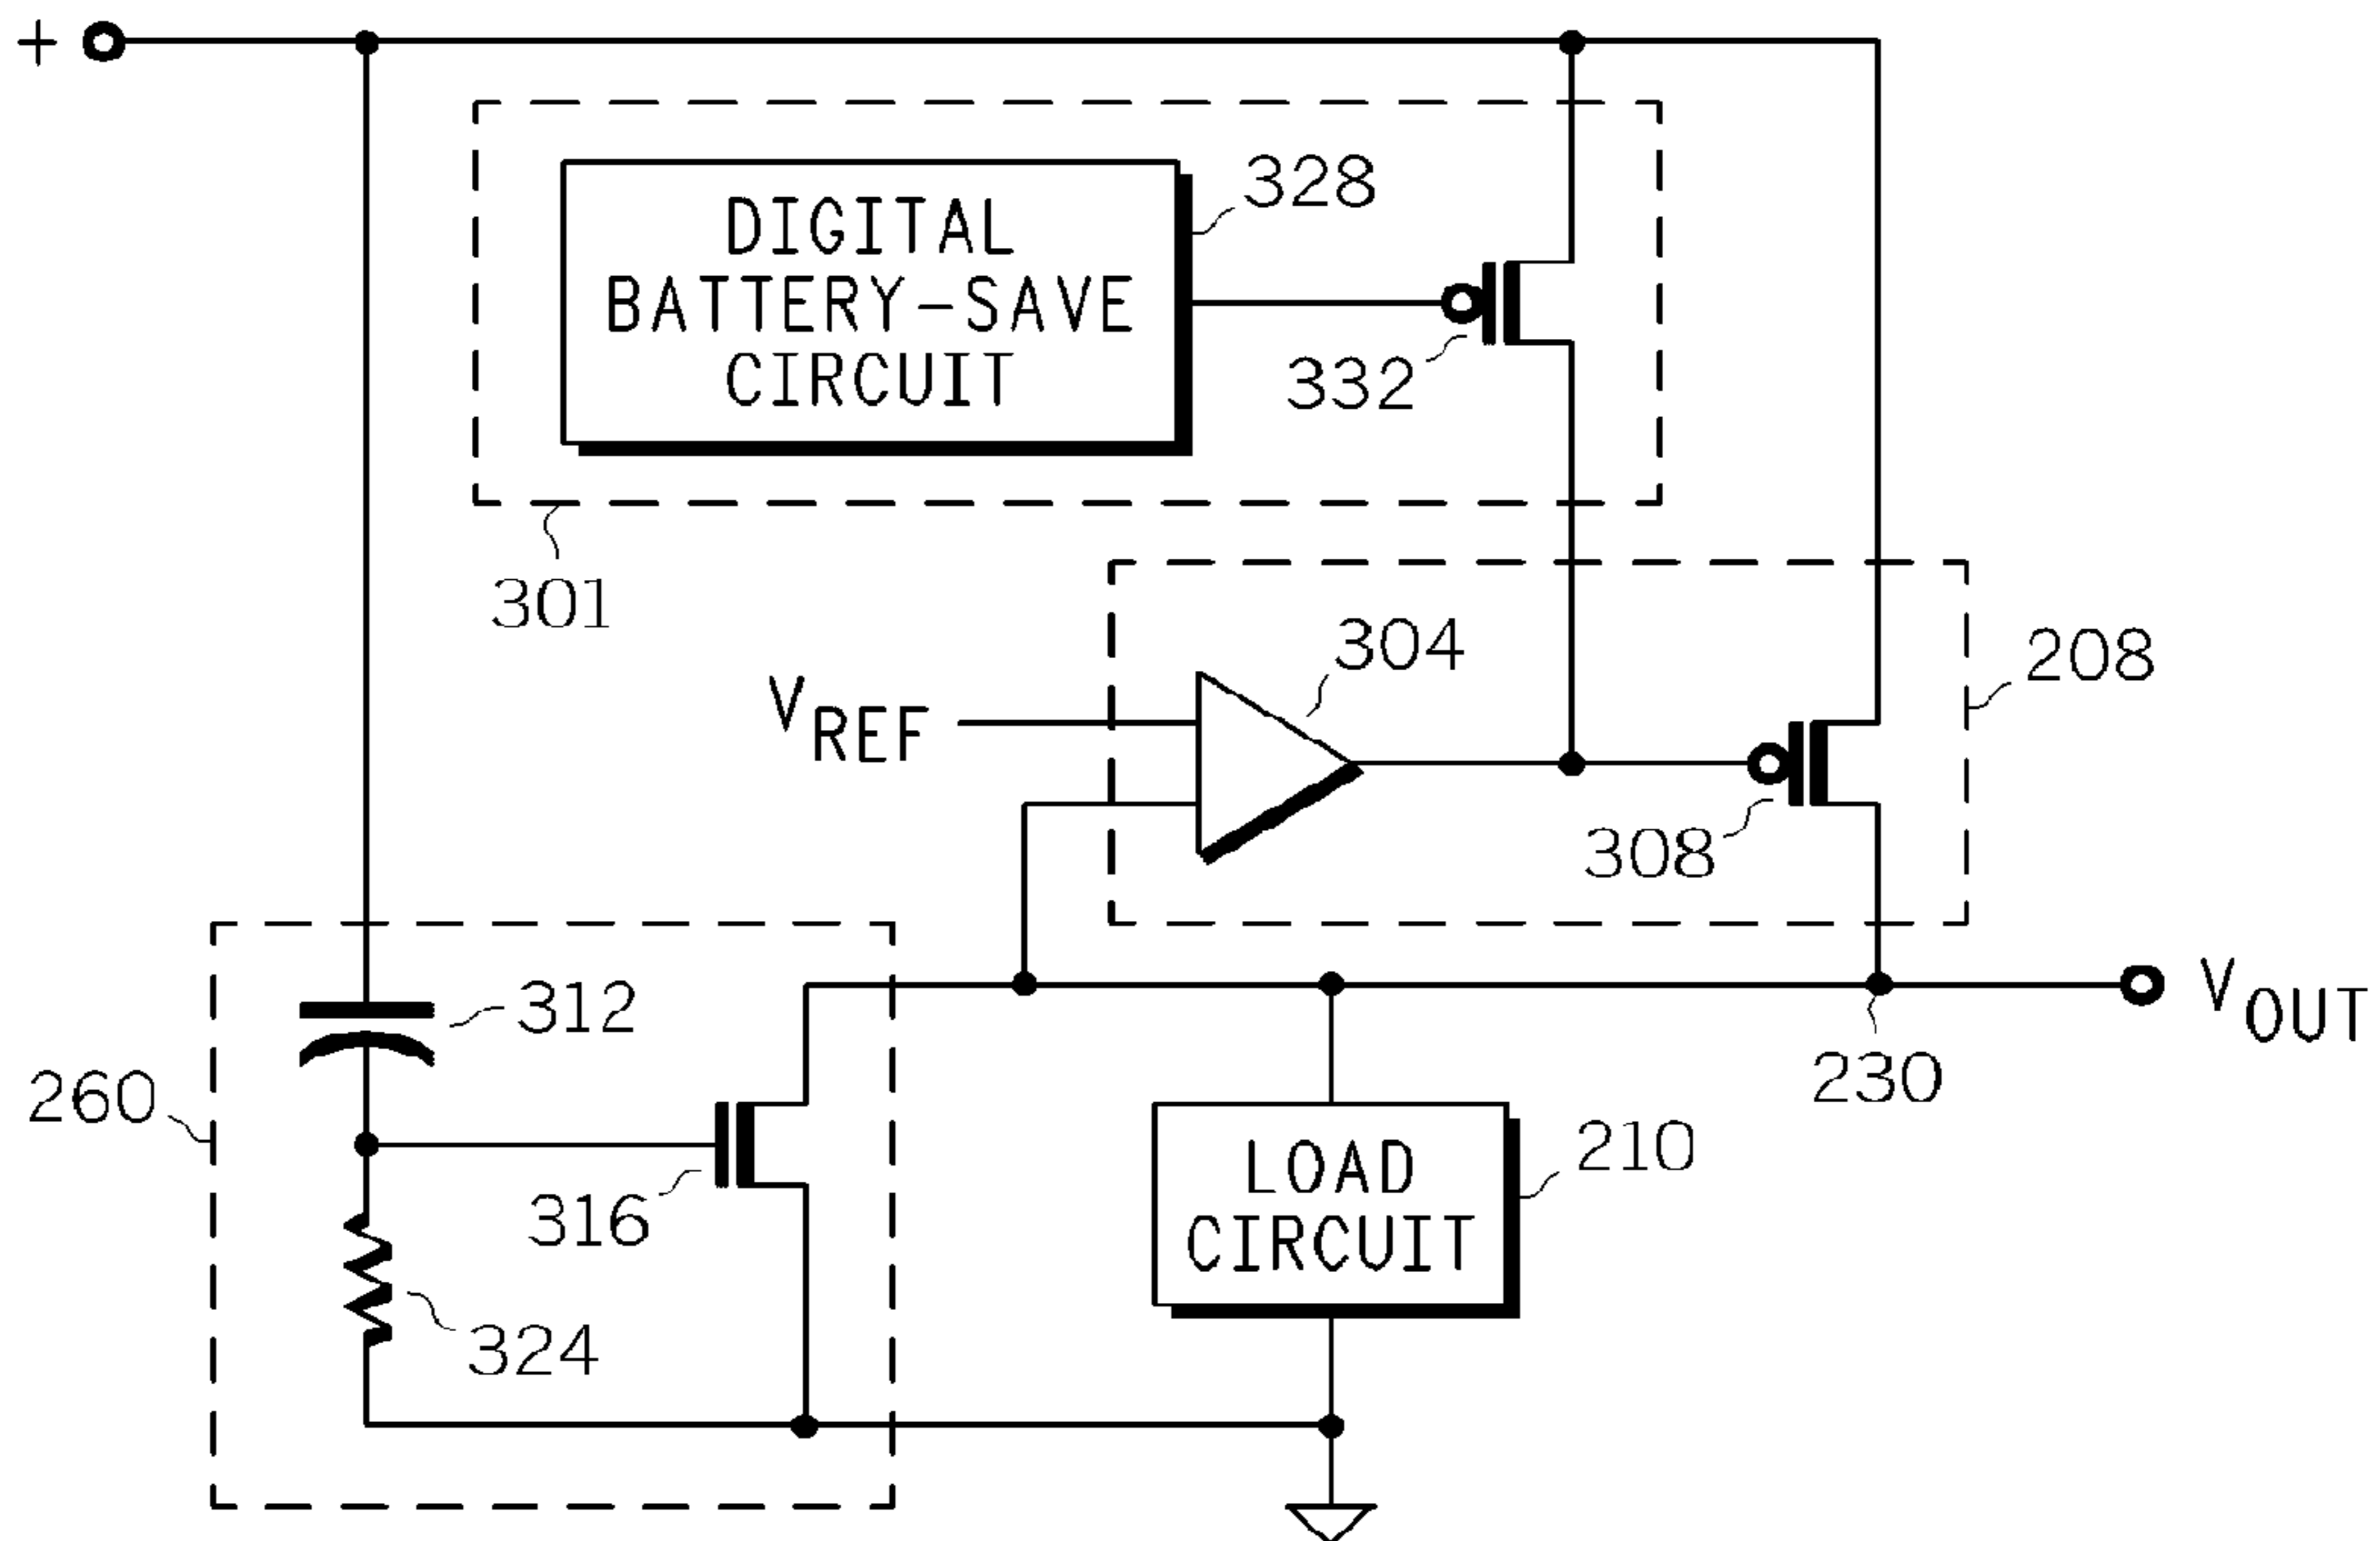 +
DIGITAL
BATTERY-SAVE
CIRCUIT
328
332
301
304
208
VREF
308
312
VOUT
260
230
316
LOAD
CIRCUIT
210
324